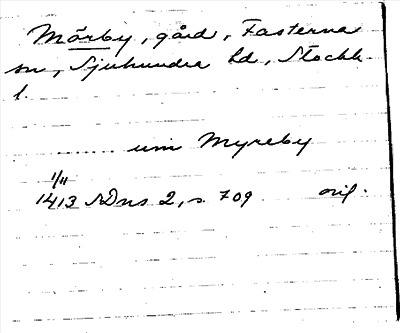 Mörby, gård, Fasterna
sn, Sjuhundra hd, Stockh.
l.
....... um Myreby
1/11
1413 SDns 2, s. 709 orig.